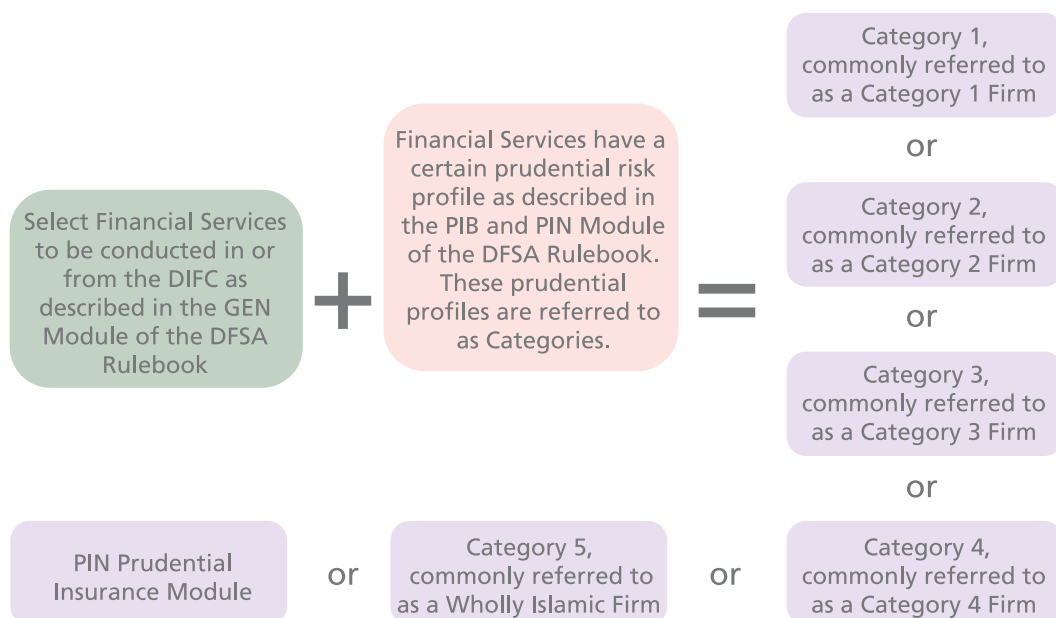 Select Financial Services
to be conducted in or
from the DIFC as
described in the GEN
Module of the DFSA
Rulebook
+
Financial Services have a
certain prudential risk
profile as described in
the PIB and PIN Module
of the DFSA Rulebook.
These prudential
profiles are referred to
as Categories.
=
Category 1,
commonly referred to
as a Category 1 Firm
or
Category 2,
commonly referred to
as a Category 2 Firm
or
Category 3,
commonly referred to
as a Category 3 Firm
or
Category 4,
commonly referred to
as a Category 4 Firm
or
Category 5,
commonly referred to
as a Wholly Islamic Firm
or
PIN Prudential
Insurance Module